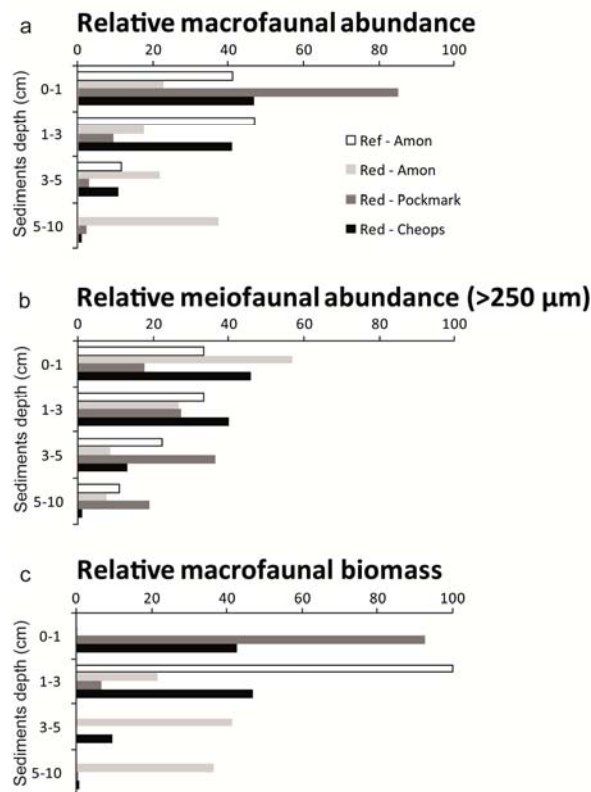 a Relative macrofaunal abundance
0 20 40 60 80 100
Sediments depth (cm)
0-1
1-3
3-5
5-10
Ref - Amon
Red - Amon
Red - Pockmark
Red - Cheops
b Relative meiofaunal abundance (>250 µm)
0 20 40 60 80 100
Sediments depth (cm)
0-1
1-3
3-5
5-10
c Relative macrofaunal biomass
0 20 40 60 80 100
Sediments depth (cm)
0-1
1-3
3-5
5-10